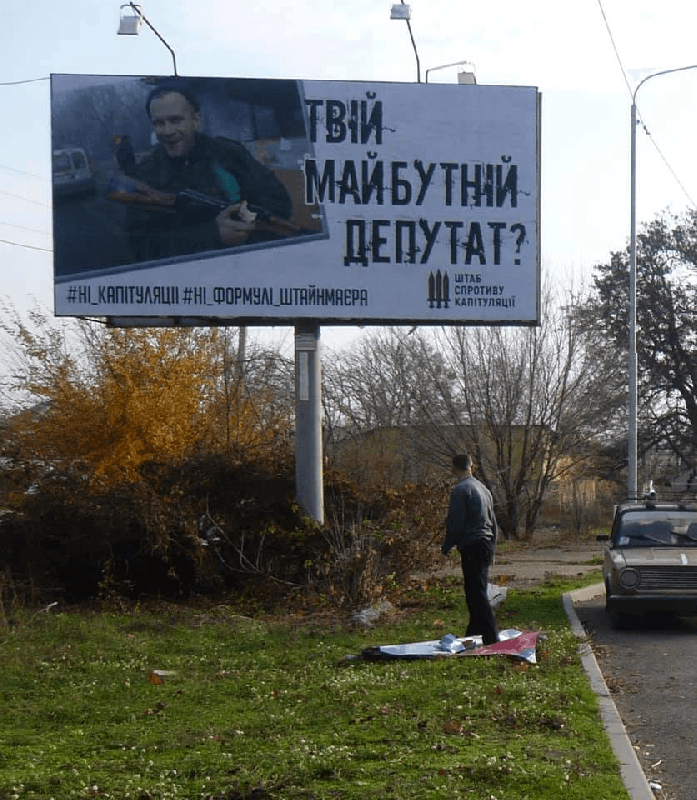 ТВІЙ
МАЙБУТНІЙ
ДЕПУТАТ?
#НІ_КАПІТУЛЯЦІЇ #НІ_ФОРМУЛІ_ШТАЙНМАЄРА
ШТАБ
СПРОТИВУ
КАПІТУЛЯЦІЇ